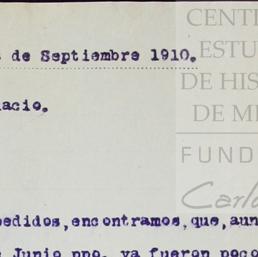 de Septiembre 1910.
acio.
pedidos, encontramos, que, aun
Junio ppo. ya fueron poco
CENT
ESTU
DE HIS
DE M
FUND
Carlo